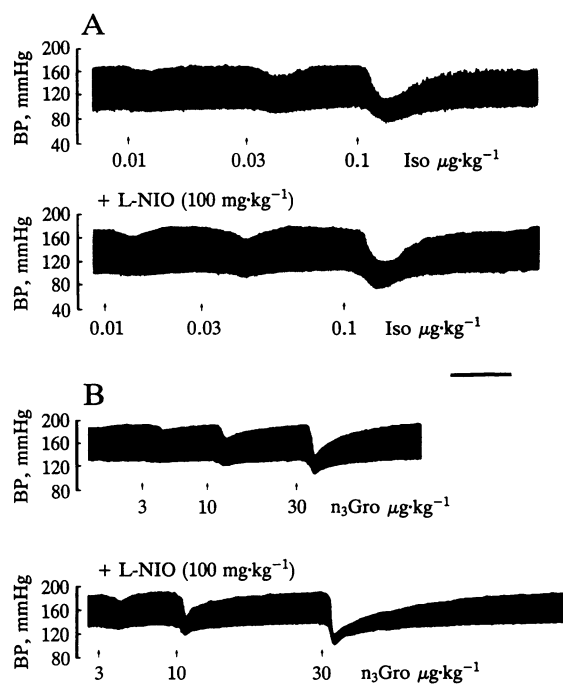 A
200
160
120
80
40
BP, mmHg
0.01 0.03 0.1 Iso μg·kg⁻¹
+ L-NIO (100 mg·kg⁻¹)
200
160
120
80
40
BP, mmHg
0.01 0.03 0.1 Iso μg·kg⁻¹
B
200
160
120
80
BP, mmHg
3 10 30 n₃Gro μg·kg⁻¹
+ L-NIO (100 mg·kg⁻¹)
200
160
120
80
BP, mmHg
3 10 30 n₃Gro μg·kg⁻¹